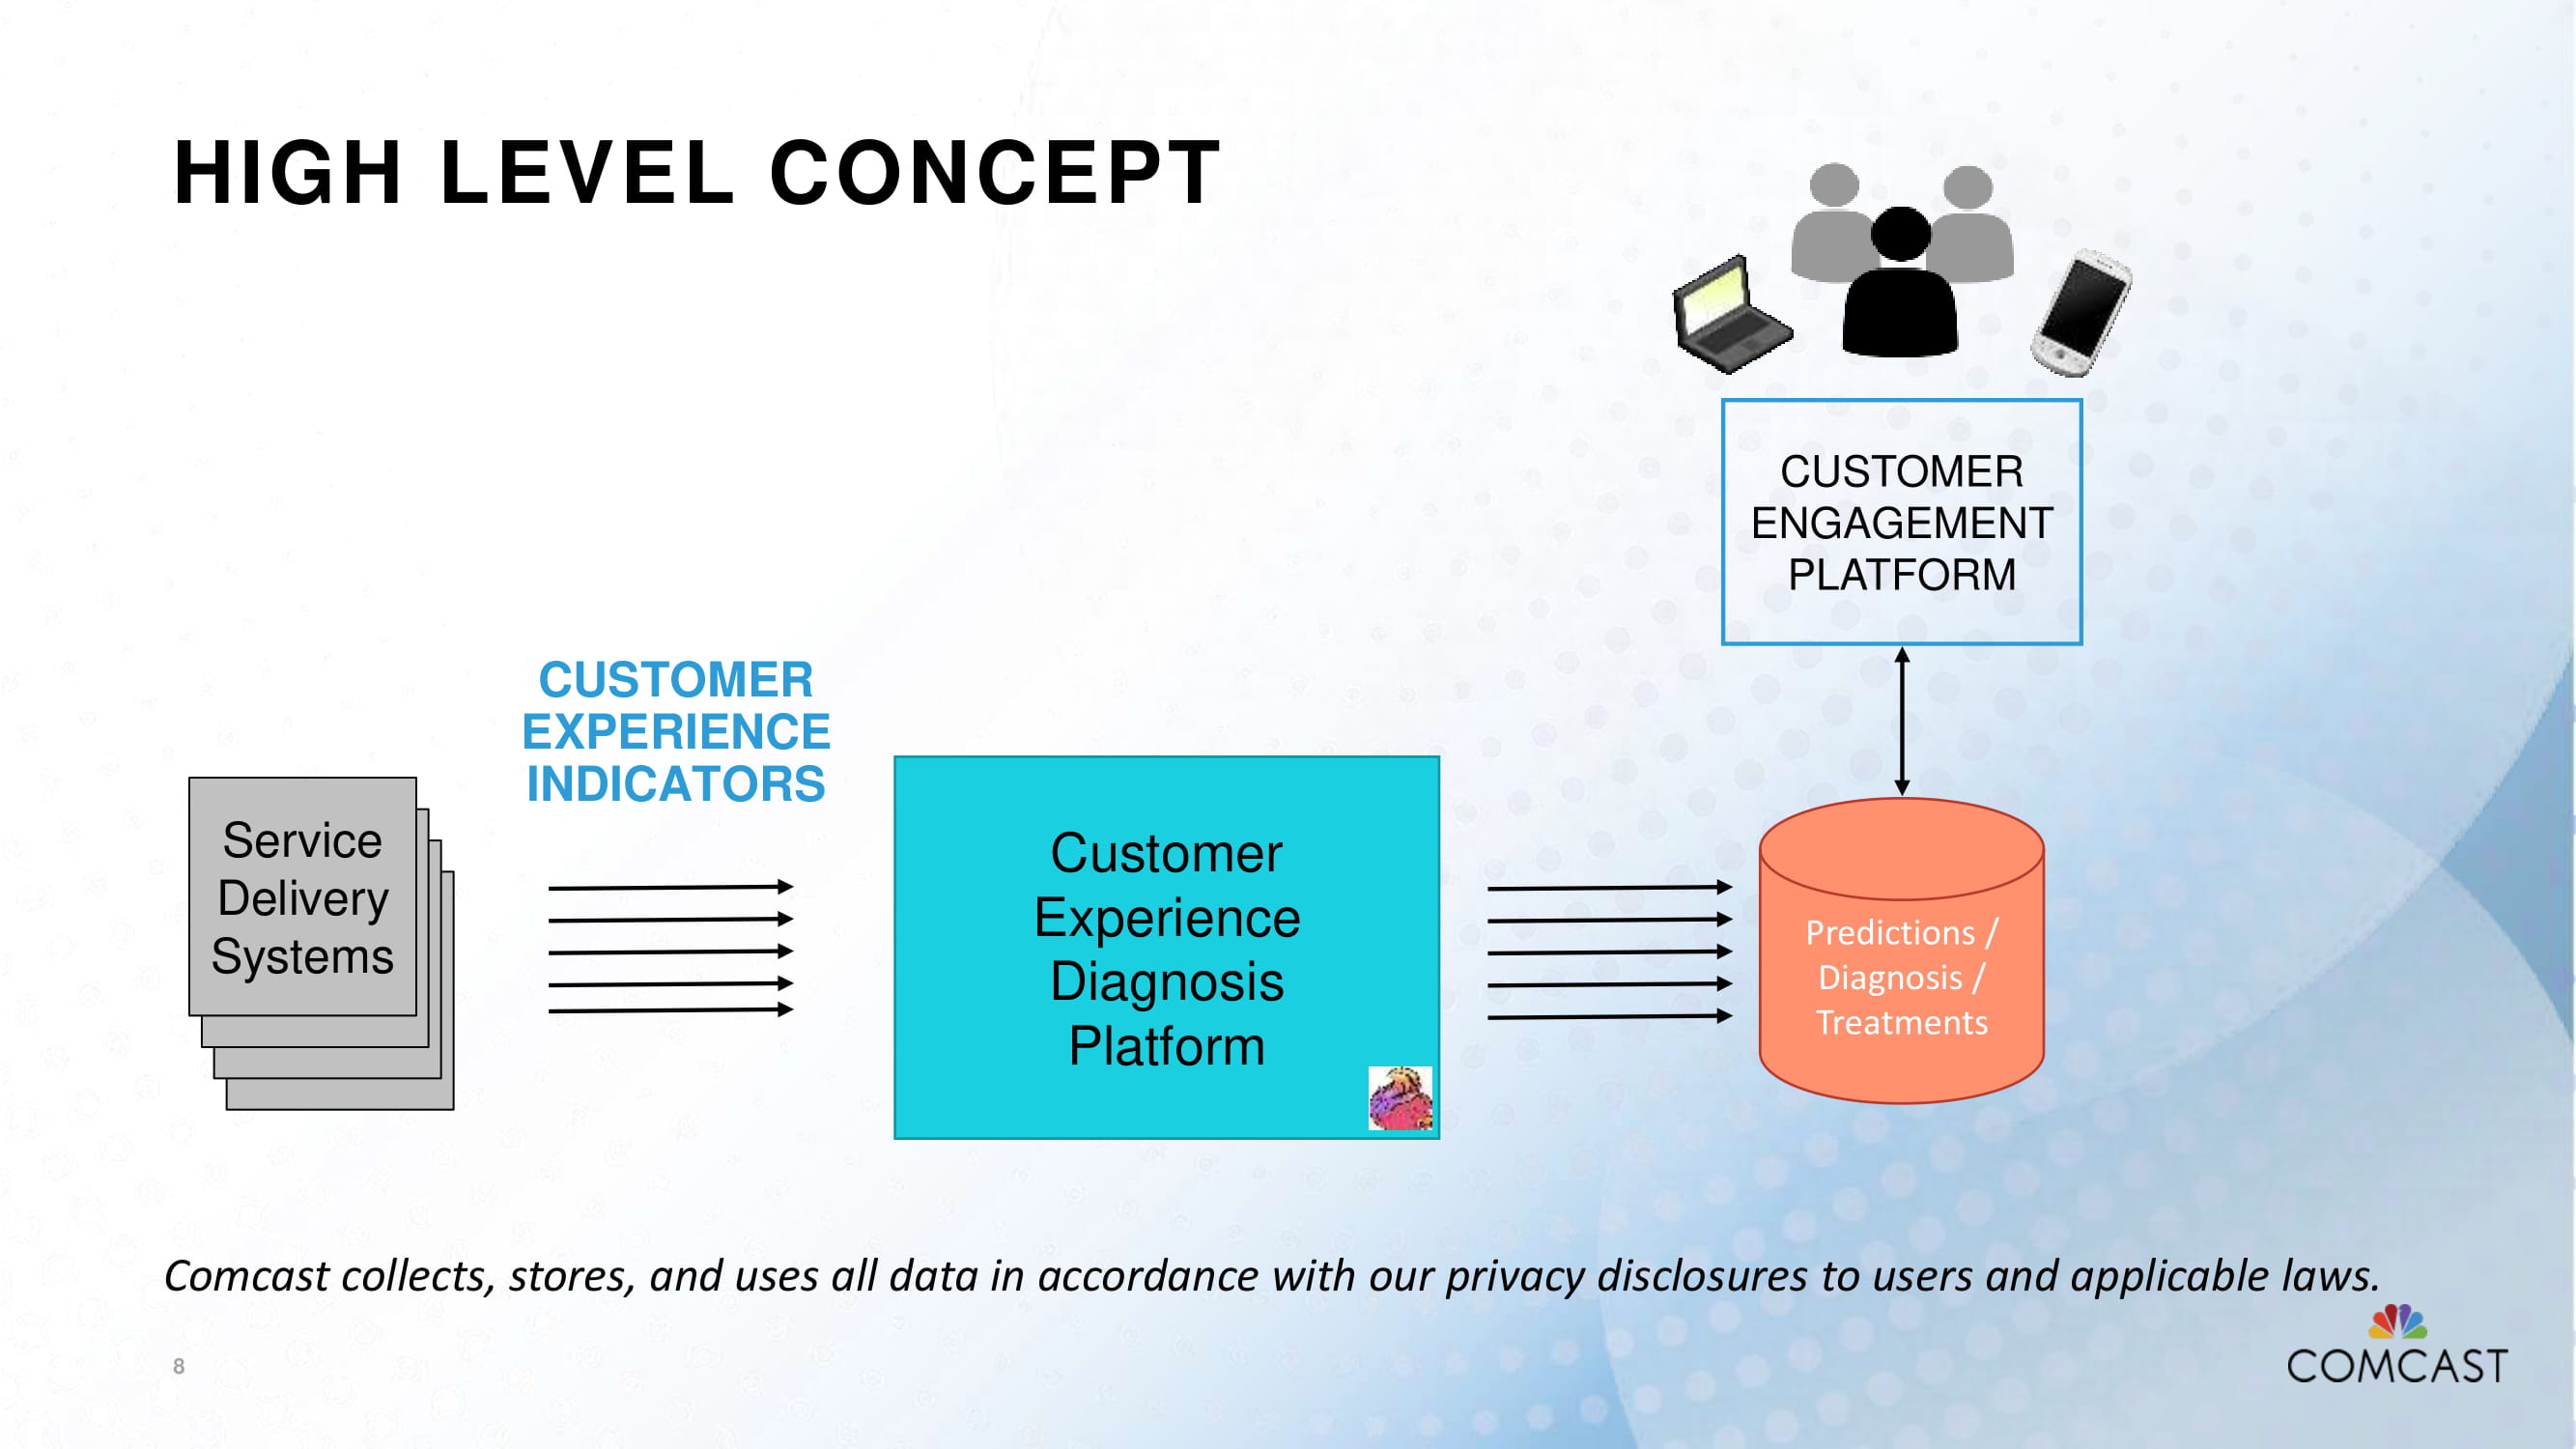 HIGH LEVEL CONCEPT
CUSTOMER
ENGAGEMENT
PLATFORM
CUSTOMER
EXPERIENCE
INDICATORS
Service
Delivery
Systems
Customer
Experience
Diagnosis
Platform
Predictions /
Diagnosis /
Treatments
Comcast collects, stores, and uses all data in accordance with our privacy disclosures to users and applicable laws.
8
COMCAST